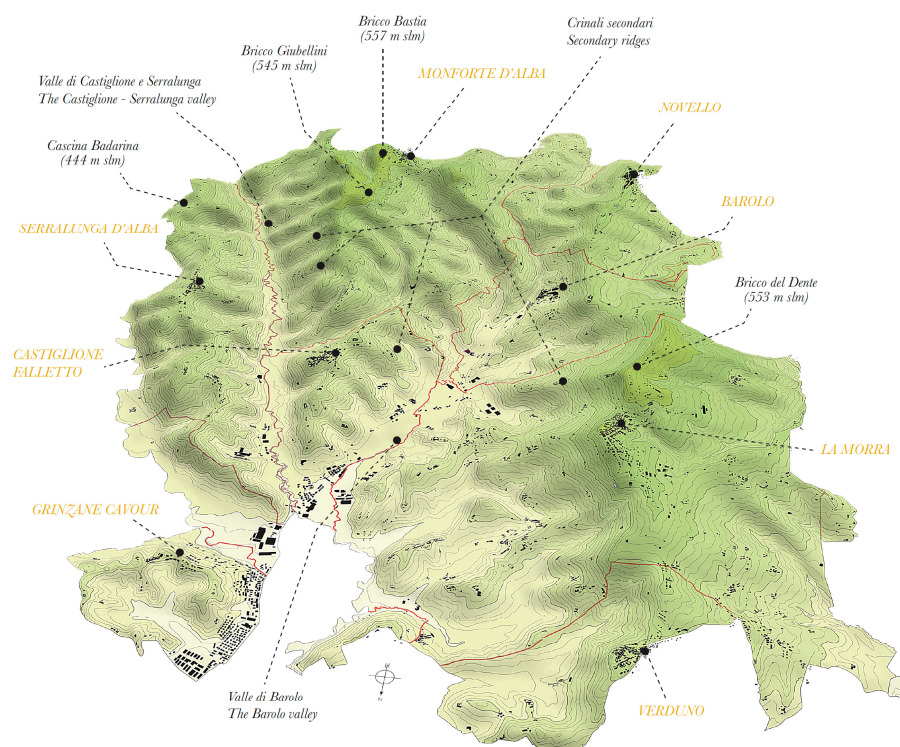 Bricco Bastia
(557 m slm)
Crinali secondari
Secondary ridges
Bricco Giubellini
(545 m slm)
MONFORTE D'ALBA
Valle di Castiglione e Serralunga
The Castiglione - Serralunga valley
NOVELLO
Cascina Badarina
(444 m slm)
BAROLO
SERRALUNGA D'ALBA
Bricco del Dente
(553 m slm)
CASTIGLIONE
FALLETTO
LA MORRA
GRINZANE CAVOUR
Valle di Barolo
The Barolo valley
VERDUNO